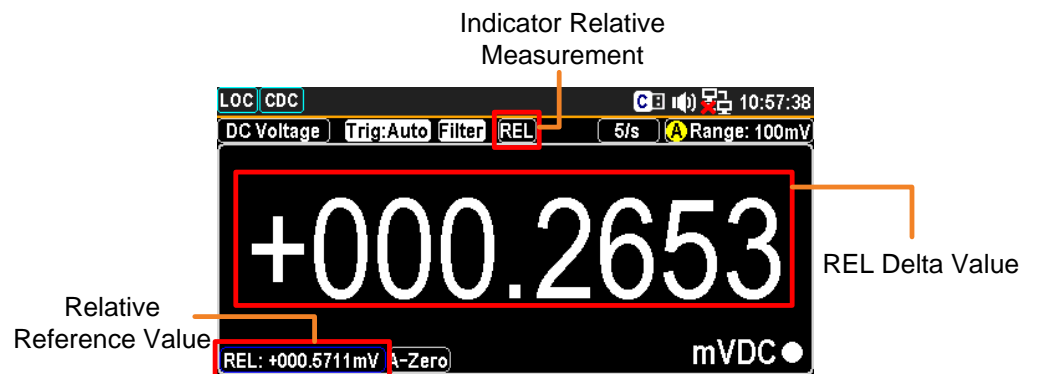 Indicator Relative
Measurement
LOC CDC C 10:57:38
DC Voltage Trig:Auto Filter REL 5/s A Range: 100mV
+000.2653
REL Delta Value
Relative
Reference Value
REL: +000.5711mV A-Zero mVDC